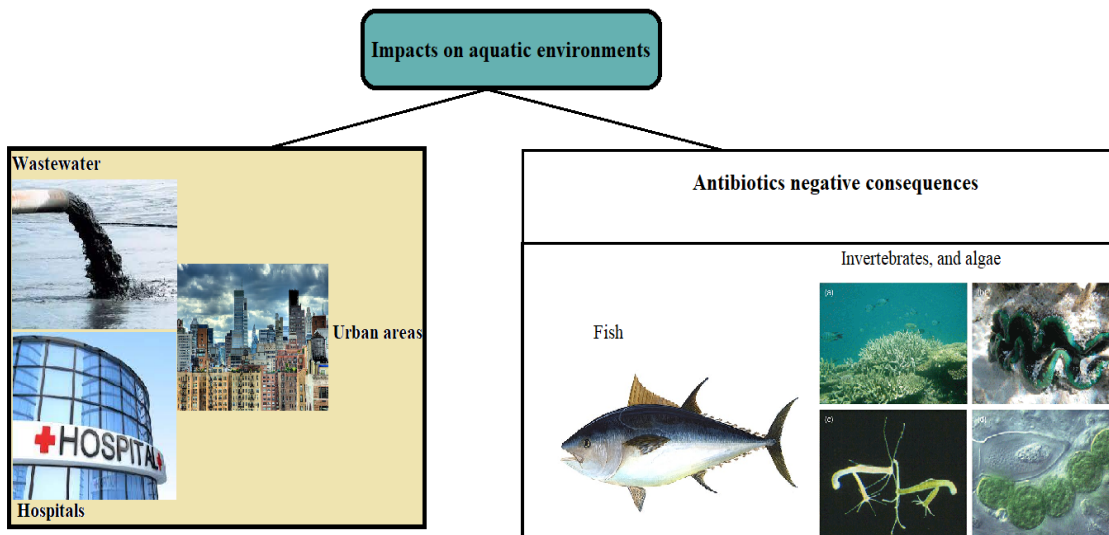 Impacts on aquatic environments
Wastewater
Urban areas
HOSPITAL
Hospitals
Antibiotics negative consequences
Fish
Invertebrates, and algae
(a)
(b)
(c)
(d)